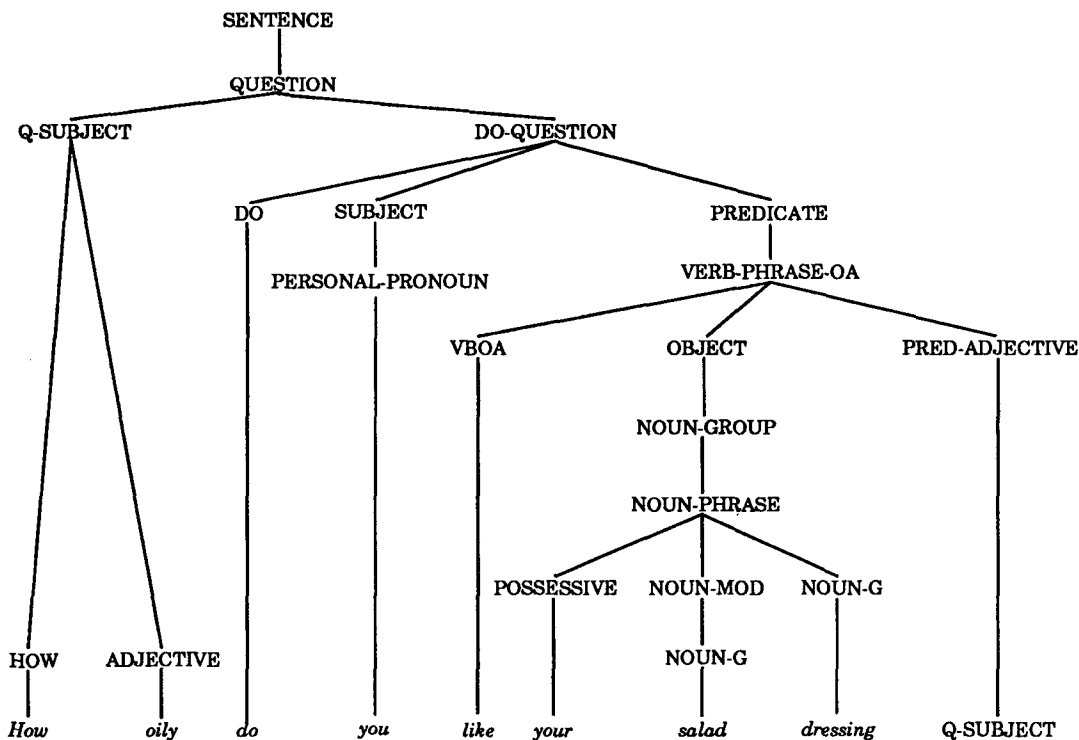 SENTENCE
QUESTION
Q-SUBJECT DO-QUESTION
DO SUBJECT PREDICATE
PERSONAL-PRONOUN VERB-PHRASE-OA
VBOA OBJECT PRED-ADJECTIVE
NOUN-GROUP
NOUN-PHRASE
POSSESSIVE NOUN-MOD NOUN-G
HOW ADJECTIVE NOUN-G
How oily do you like your salad dressing Q-SUBJECT